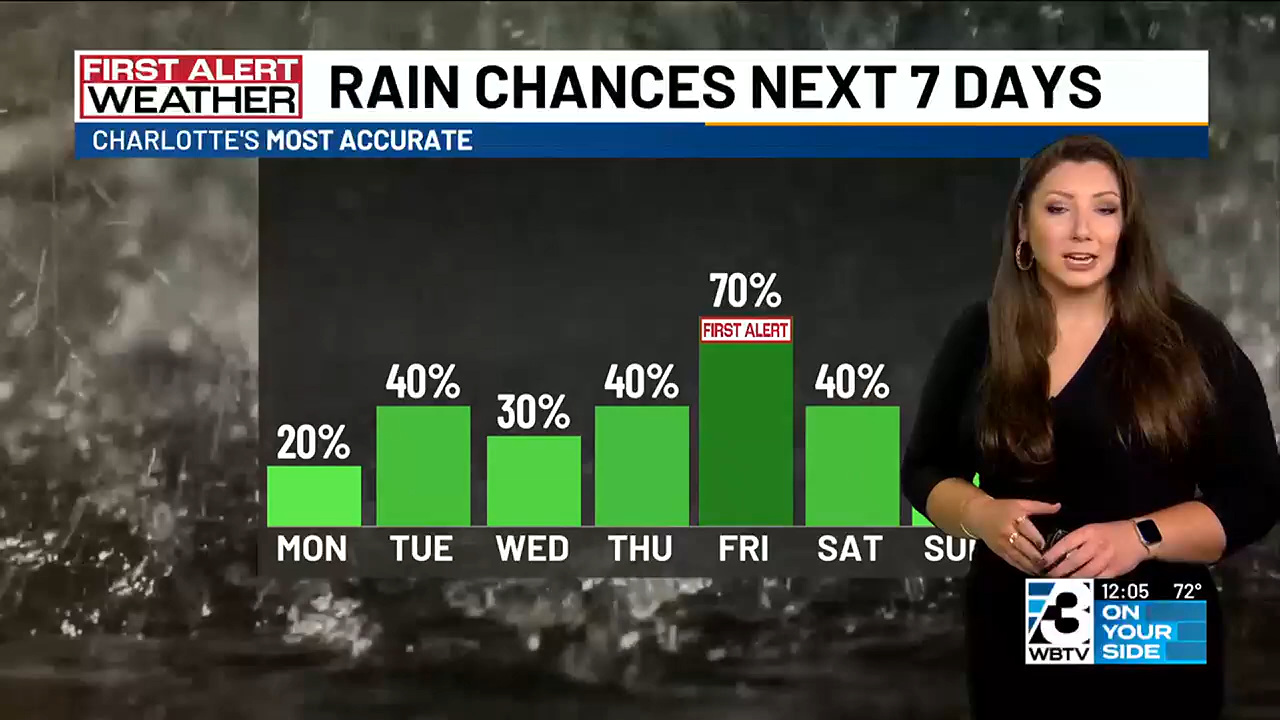 FIRST ALERT
WEATHER
RAIN CHANCES NEXT 7 DAYS
CHARLOTTE'S MOST ACCURATE
70%
FIRST ALERT
40%
40%
40%
30%
20%
MON
TUE
WED
THU
FRI
SAT
3
WBTV
12:05
72°
ON
YOUR
SIDE